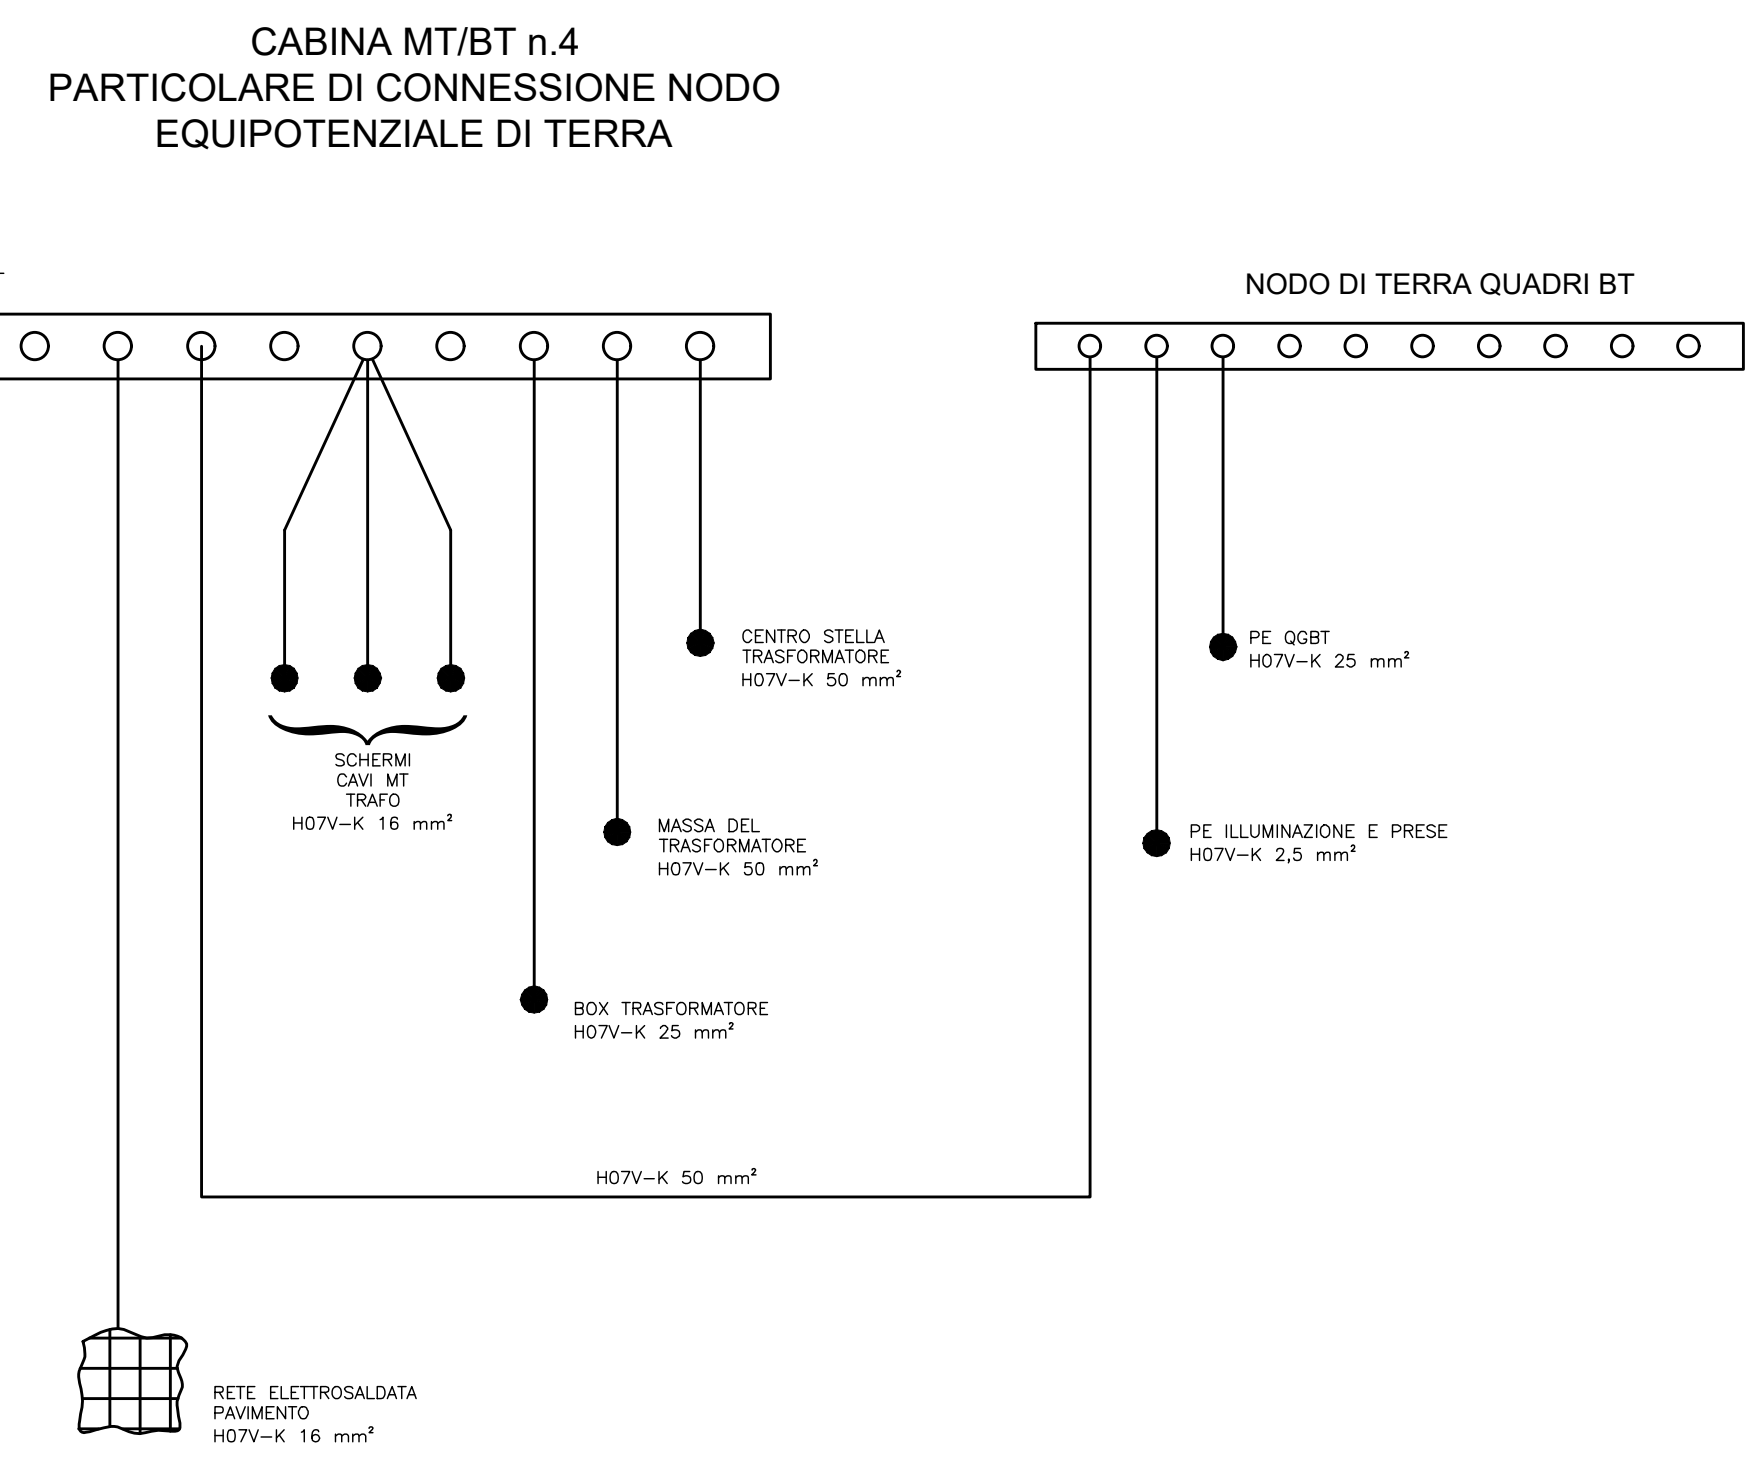 CABINA MT/BT n.4
PARTICOLARE DI CONNESSIONE NODO
EQUIPOTENZIALE DI TERRA
NODO DI TERRA QUADRI BT
CENTRO STELLA
TRASFORMATORE
H07V-K 50 mm²
PE QGBT
H07V-K 25 mm²
SCHERMI
CAVI MT
TRAFO
H07V-K 16 mm²
MASSA DEL
TRASFORMATORE
H07V-K 50 mm²
PE ILLUMINAZIONE E PRESE
H07V-K 2,5 mm²
BOX TRASFORMATORE
H07V-K 25 mm²
H07V-K 50 mm²
RETE ELETTROSALDATA
PAVIMENTO
H07V-K 16 mm²